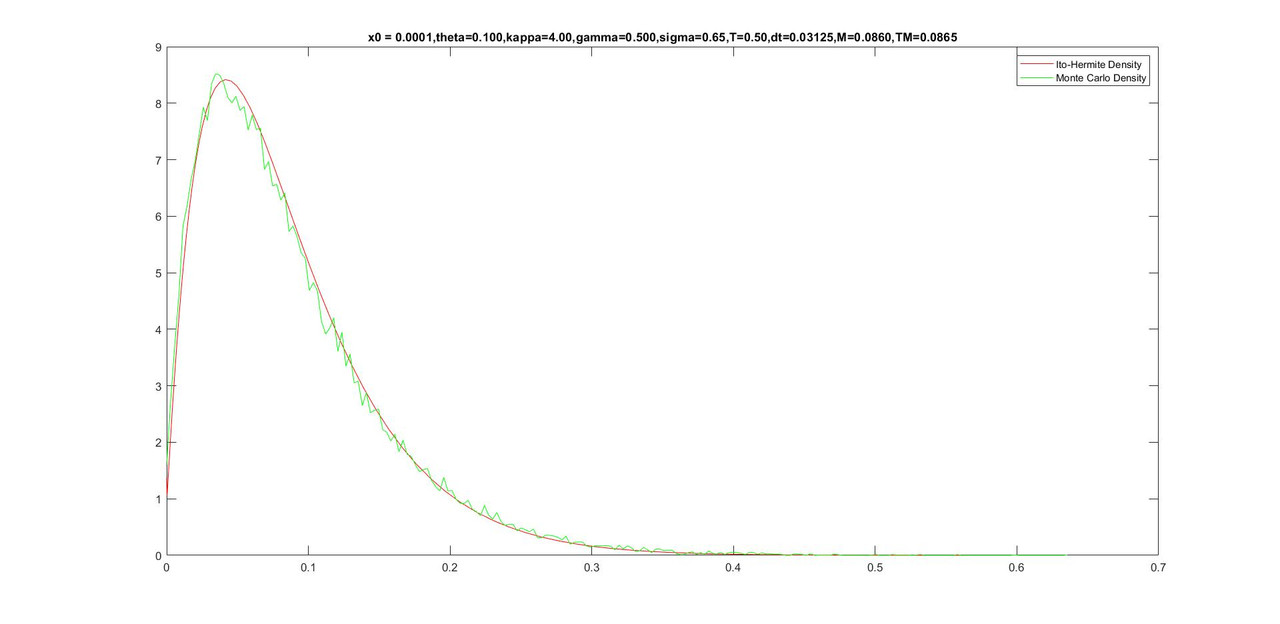 x0 = 0.0001,theta=0.100,kappa=4.00,gamma=0.500,sigma=0.65,T=0.50,dt=0.03125,M=0.0860,TM=0.0865
Ito-Hermite Density
Monte Carlo Density
9
8
7
6
5
4
3
2
1
0
0 0.1 0.2 0.3 0.4 0.5 0.6 0.7